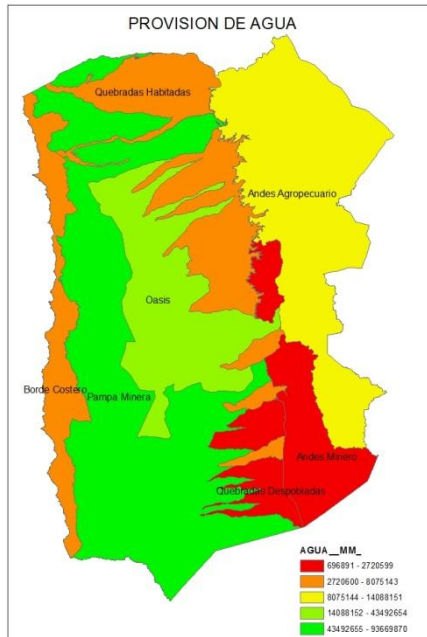 PROVISION DE AGUA
Quebradas Habitadas
Andes Agropecuario
Oasis
Borde Costero
Pampa Minera
Andes Minero
Quebradas Despobladas
AGUA__MM_
696891 - 2720599
2720600 - 8075143
8075144 - 14088151
14088152 - 43492654
43492655 - 93669870